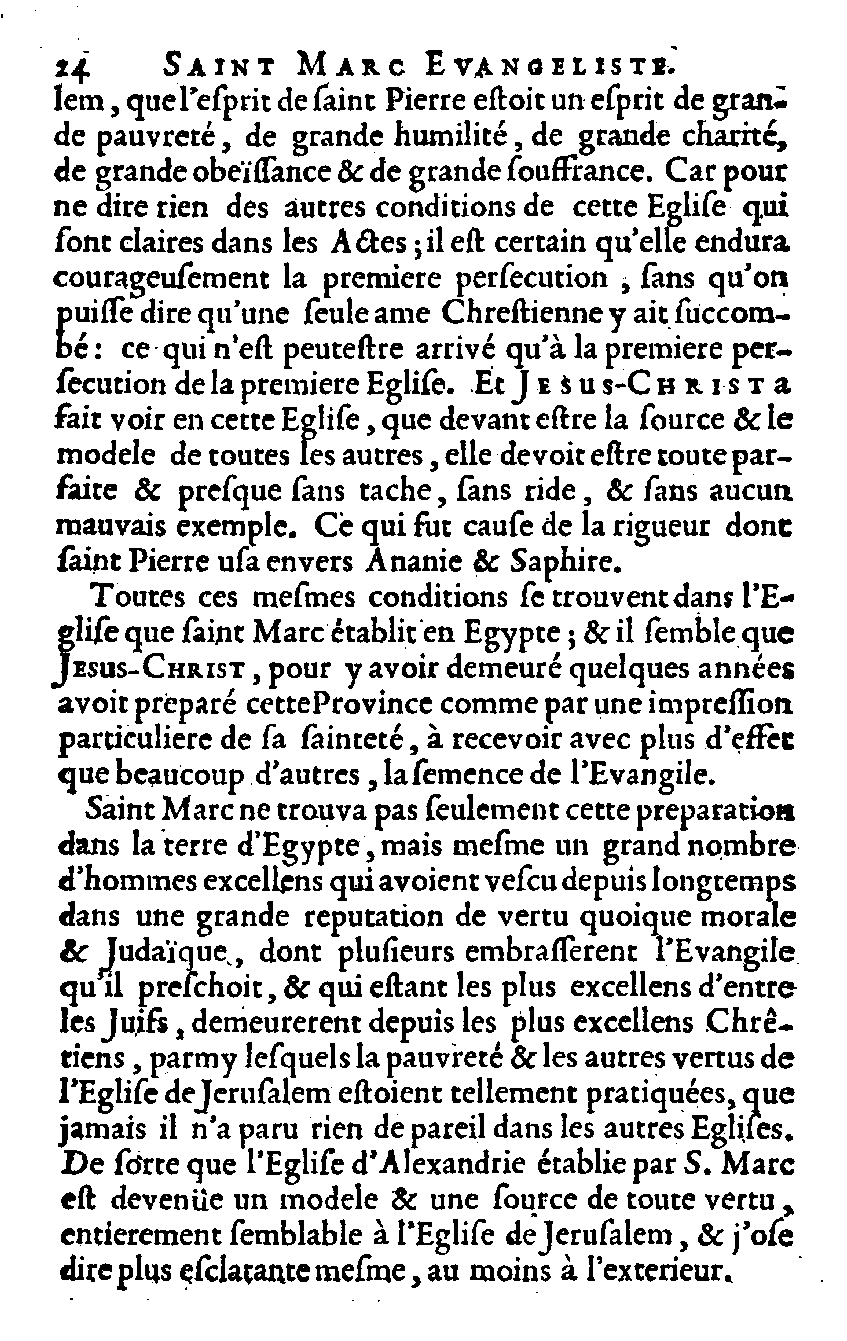 24 SAINT MARC EVANGELISTE.
lem, que l'eſprit de ſaint Pierre eſtoit un eſprit de gran-
de pauvreté, de grande humilité, de grande charité,
de grande obeïſſance & de grande ſouffrance. Car pour
ne dire rien des autres conditions de cette Egliſe qui
ſont claires dans les Actes; il eſt certain qu'elle endura
courageuſement la premiere perſecution, ſans qu'on
puiſſe dire qu'une ſeule ame Chreſtienne y ait ſuccom-
bé: ce qui n'eſt peuteſtre arrivé qu'à la premiere per-
ſecution de la premiere Egliſe. Et JESUS-CHRIST a
fait voir en cette Egliſe, que devant eſtre la ſource & le
modele de toutes les autres, elle devoit eſtre toute par-
faite & preſque ſans tache, ſans ride, & ſans aucun
mauvais exemple. Ce qui fut cauſe de la rigueur dont
ſaint Pierre uſa envers Ananie & Saphire.
Toutes ces meſmes conditions ſe trouvent dans l'E-
gliſe que ſaint Marc établit en Egypte; & il ſemble que
JESUS-CHRIST, pour y avoir demeuré quelques années
avoit preparé cette Province comme par une impreſſion
particuliere de ſa ſainteté, à recevoir avec plus d'effet
que beaucoup d'autres, la ſemence de l'Evangile.
Saint Marc ne trouva pas ſeulement cette preparation
dans la terre d'Egypte, mais meſme un grand nombre
d'hommes excellens qui avoient veſcu depuis longtemps
dans une grande reputation de vertu quoique morale
& Judaïque, dont pluſieurs embraſſerent l'Evangile
qu'il preſchoit, & qui eſtant les plus excellens d'entre
les Juifs, demeurerent depuis les plus excellens Chrê-
tiens, parmy leſquels la pauvreté & les autres vertus de
l'Egliſe de Jeruſalem eſtoient tellement pratiquées, que
jamais il n'a paru rien de pareil dans les autres Egliſes.
De ſorte que l'Egliſe d'Alexandrie établie par S. Marc
eſt devenüe un modele & une ſource de toute vertu,
entierement ſemblable à l'Egliſe de Jeruſalem, & j'oſe
dire plus eſclatante meſme, au moins à l'exterieur.